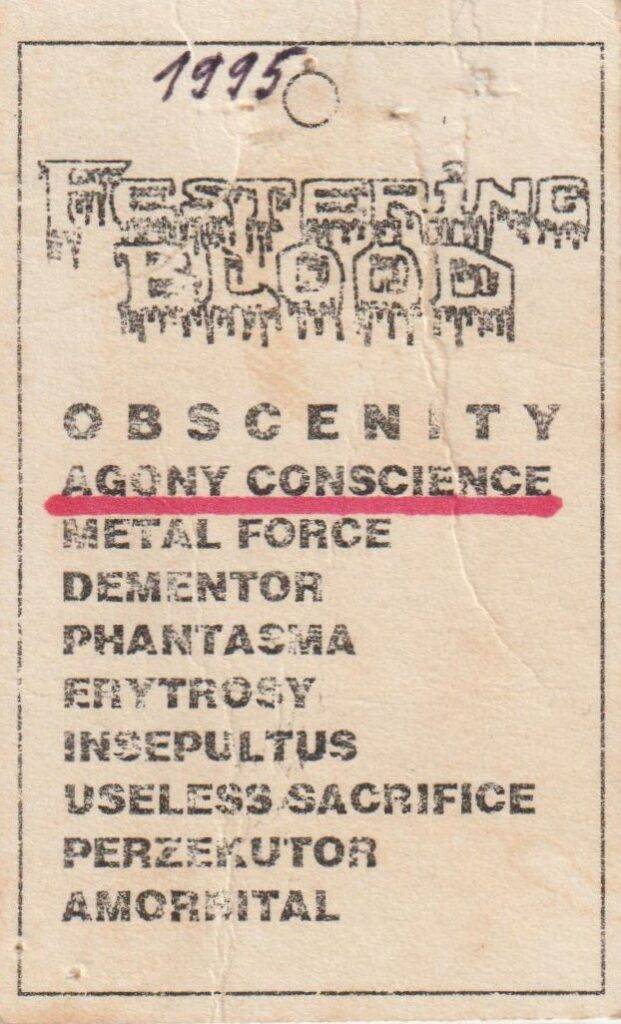 1995
FESTERiNG
BLOOD
OBSCENITY
AGONY CONSCIENCE
METAL FORCE
DEMENTOR
PHANTASMA
ERYTROSY
INSEPULTUS
USELESS SACRIFICE
PERZEKUTOR
AMORBITAL